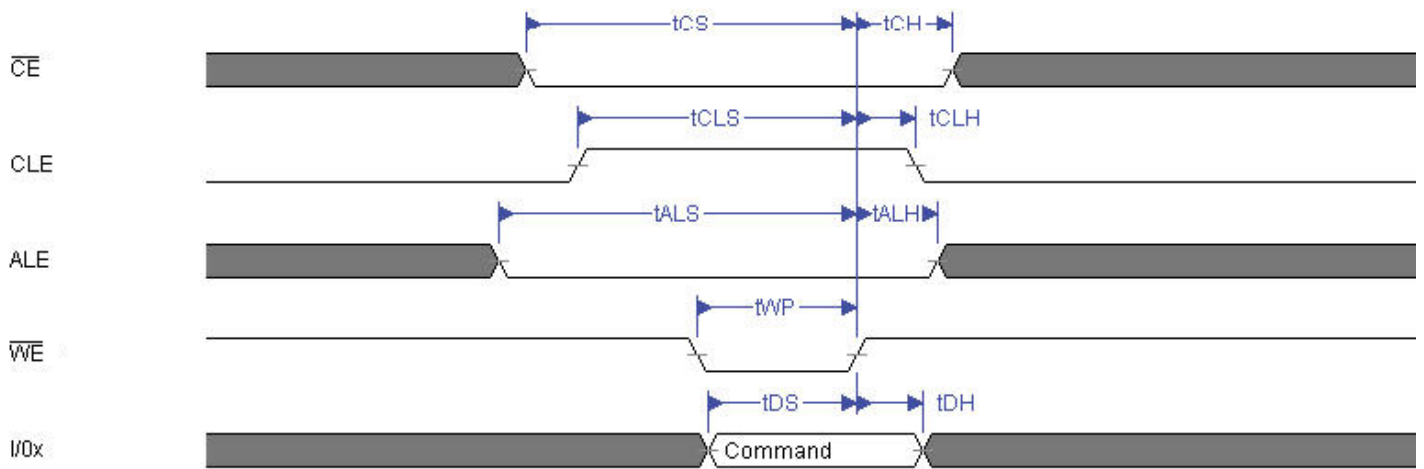 tCS tCH
CE
tCLS tCLH
CLE
tALS tALH
ALE
tWP
WE
tDS tDH
I/0x Command